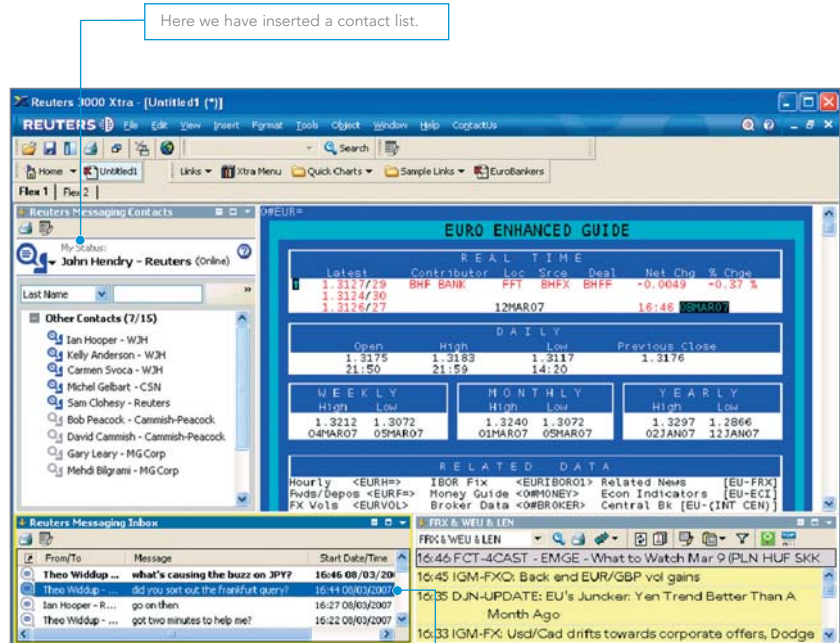 Here we have inserted a contact list.
Reuters 3000 Xtra - [Untitled1 (*)]
REUTERS File Edit View Insert Format Tools Object Window Help ContactUs
Search
Home Untitled1 Links Xtra Menu Quick Charts Sample Links EuroBankers
Flex 1 Flex 2
Reuters Messaging Contacts
My Status:
John Hendry - Reuters (Online)
Last Name
Other Contacts (7/15)
Ian Hooper - WJH
Kelly Anderson - WJH
Carmen Svoca - WJH
Michel Gelbart - CSN
Sam Clohesy - Reuters
Bob Peacock - Cammish-Peacock
David Cammish - Cammish-Peacock
Gary Leary - MG Corp
Mehdi Bilgrami - MG Corp
0#EUR=
EURO ENHANCED GUIDE
REAL TIME
Latest Contributor Loc Srce Deal Net Chg % Chge
1.3127/29 BHF BANK FFT BHFX BHFF -0.0049 -0.37 %
1.3124/30
1.3126/27 12MAR07 16:46 08MAR07
DAILY
Open High Low Previous Close
1.3175 1.3183 1.3117 1.3176
21:50 21:59 14:20
WEEKLY MONTHLY YEARLY
High Low High Low High Low
1.3212 1.3072 1.3240 1.3072 1.3297 1.2866
04MAR07 05MAR07 01MAR07 05MAR07 02JAN07 12JAN07
RELATED DATA
Hourly <EURH=> IBOR Fix <EURIBOR01> Related News [EU-FRX]
Fwds/Depos <EURF=> Money Guide <0#MONEY> Econ Indicators [EU-ECI]
FX Vols <EURVOL> Broker Data <0#BROKER> Central Bk [EU-(INT CEN)]
Reuters Messaging Inbox
From/To Message Start Date/Time
Theo Widdup ... what's causing the buzz on JPY? 16:46 08/03/20
Theo Widdup - ... did you sort out the frankfurt query? 16:44 08/03/2007
Ian Hooper - R... go on then 16:27 08/03/2007
Theo Widdup - ... got two minutes to help me? 16:22 08/03/2007
FRX & WEU & LEN
FRX & WEU & LEN
16:46 FCT-4CAST - EMGE - What to Watch Mar 9 (PLN HUF SKK
16:45 IGM-FXO: Back end EUR/GBP vol gains
16:35 DJN-UPDATE: EU's Juncker: Yen Trend Better Than A
Month Ago
16:33 IGM-FX: Usd/Cad drifts towards corporate offers, Dodge